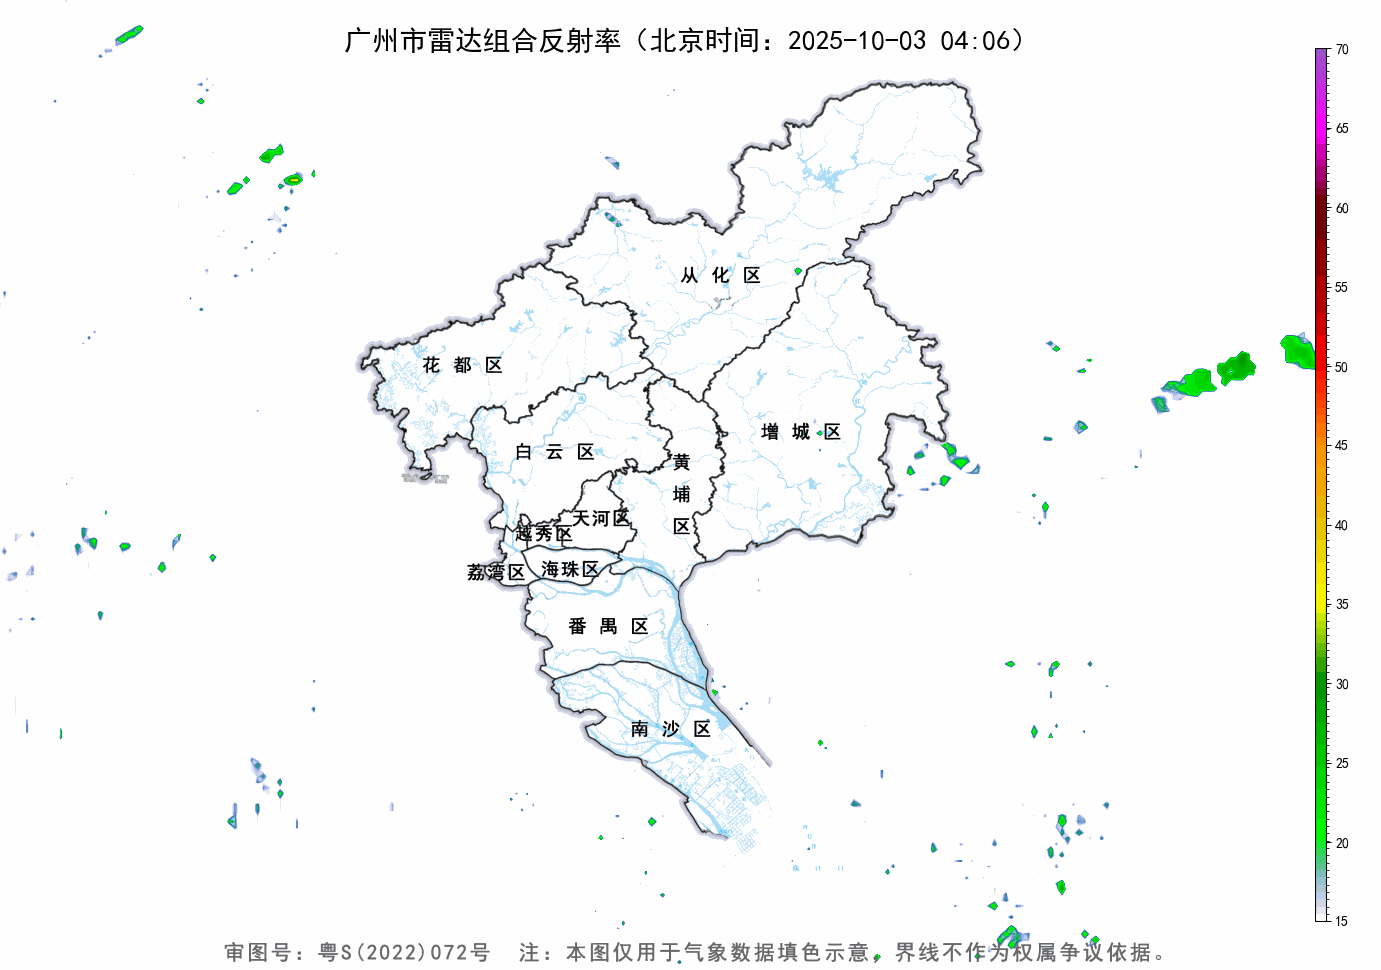 广州市雷达组合反射率（北京时间：2025-10-03 04:06）
70
65
60
55
50
45
40
35
30
25
20
15
从化区
花都区
增城区
白云区
黄埔区
天河区
越秀区
荔湾区
海珠区
番禺区
南沙区
审图号：粤S(2022)072号 注：本图仅用于气象数据填色示意，界线不作为权属争议依据。